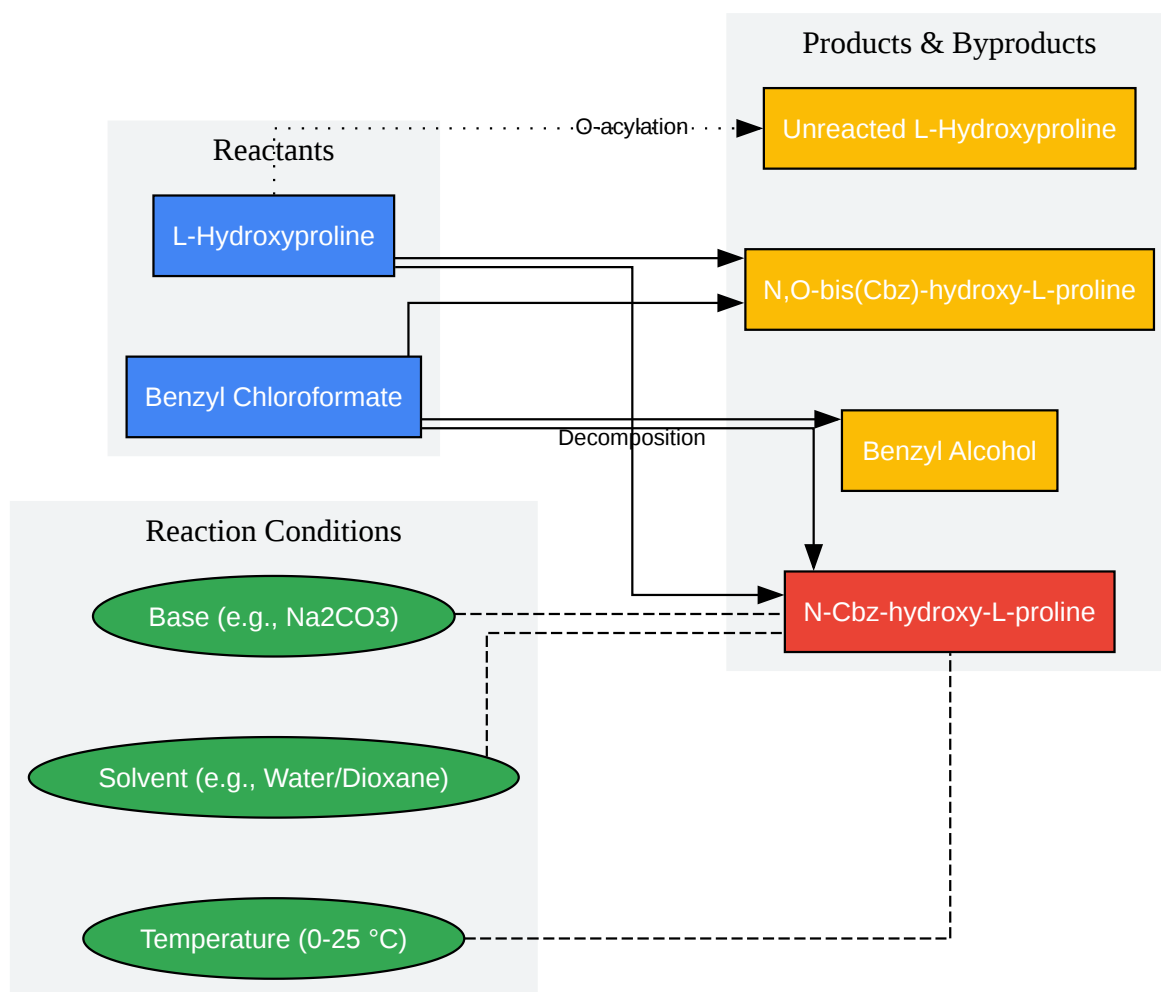 Products & Byproducts
Unreacted L-Hydroxyproline
O-acylation
Reactants
L-Hydroxyproline
N,O-bis(Cbz)-hydroxy-L-proline
Benzyl Chloroformate
Decomposition
Benzyl Alcohol
Reaction Conditions
Base (e.g., Na2CO3)
N-Cbz-hydroxy-L-proline
Solvent (e.g., Water/Dioxane)
Temperature (0-25 °C)